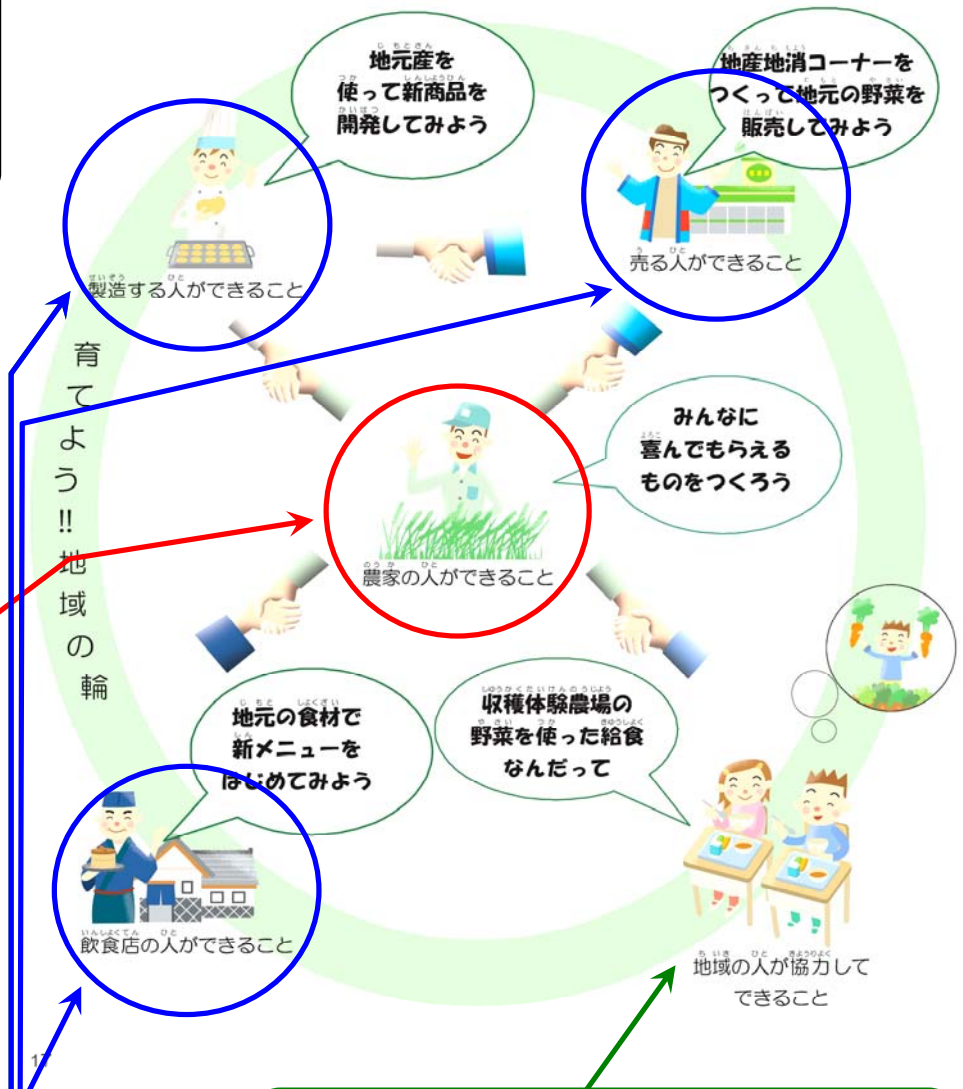 地元産を
使って新商品を
開発してみよう
地産地消コーナーを
つくって地元の野菜を
販売してみよう
製造する人ができること
売る人ができること
育てよう!!地域の輪
みんなに
喜んでもらえる
ものをつくろう
農家の人ができること
地元の食材で
新メニューを
はじめてみよう
収穫体験農場の
野菜を使った給食
なんだって
飲食店の人ができること
地域の人が協力して
できること
17